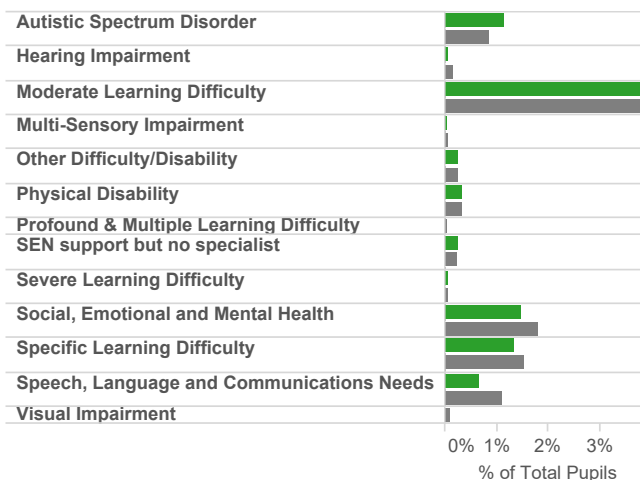 Autistic Spectrum Disorder
Hearing Impairment
Moderate Learning Difficulty
Multi-Sensory Impairment
Other Difficulty/Disability
Physical Disability
Profound & Multiple Learning Difficulty
SEN support but no specialist
Severe Learning Difficulty
Social, Emotional and Mental Health
Specific Learning Difficulty
Speech, Language and Communications Needs
Visual Impairment
0% 1% 2% 3%
% of Total Pupils